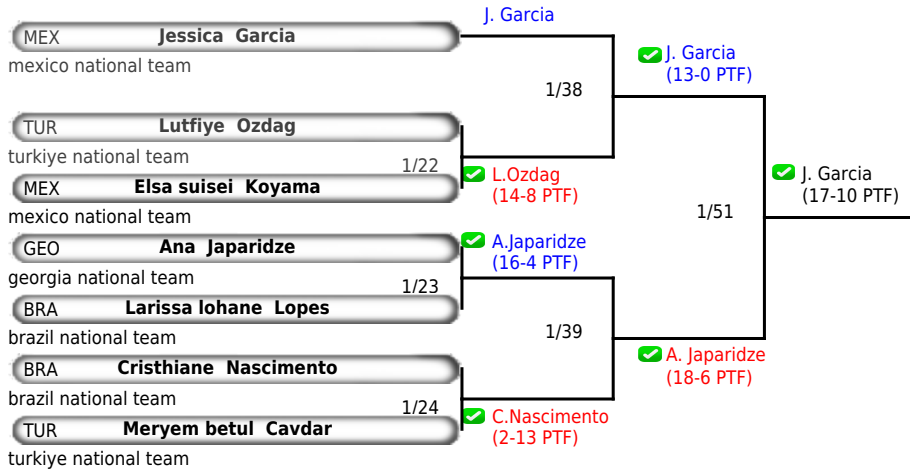 J. Garcia
MEX Jessica Garcia
mexico national team
J. Garcia
(13-0 PTF)
1/38
TUR Lutfiye Ozdag
turkiye national team
1/22
MEX Elsa suisei Koyama
mexico national team
L.Ozdag
(14-8 PTF)
J. Garcia
(17-10 PTF)
1/51
GEO Ana Japaridze
georgia national team
A.Japaridze
(16-4 PTF)
1/23
BRA Larissa lohane Lopes
brazil national team
1/39
BRA Cristhiane Nascimento
brazil national team
A. Japaridze
(18-6 PTF)
1/24
TUR Meryem betul Cavdar
turkiye national team
C.Nascimento
(2-13 PTF)